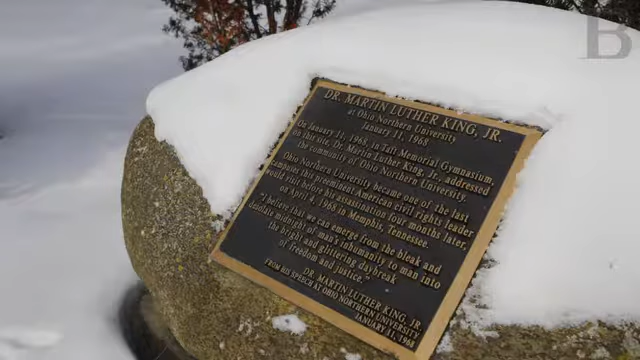 DR. MARTIN LUTHER KING, JR.
at Ohio Northern University
January 11, 1968
On January 11, 1968, in Taft Memorial Gymnasium,
on this site, Dr. Martin Luther King, Jr., addressed
the community of Ohio Northern University.
Ohio Northern University became one of the last
campuses this preeminent American civil rights leader
would visit before his assassination four months later,
on April 4, 1968 in Memphis, Tennessee.
"I believe that we can emerge from the bleak and
desolate midnight of man's inhumanity to man into
the bright and glittering daybreak
of freedom and justice."
DR. MARTIN LUTHER KING, JR.
FROM HIS SPEECH AT OHIO NORTHERN UNIVERSITY
JANUARY 11, 1968
B